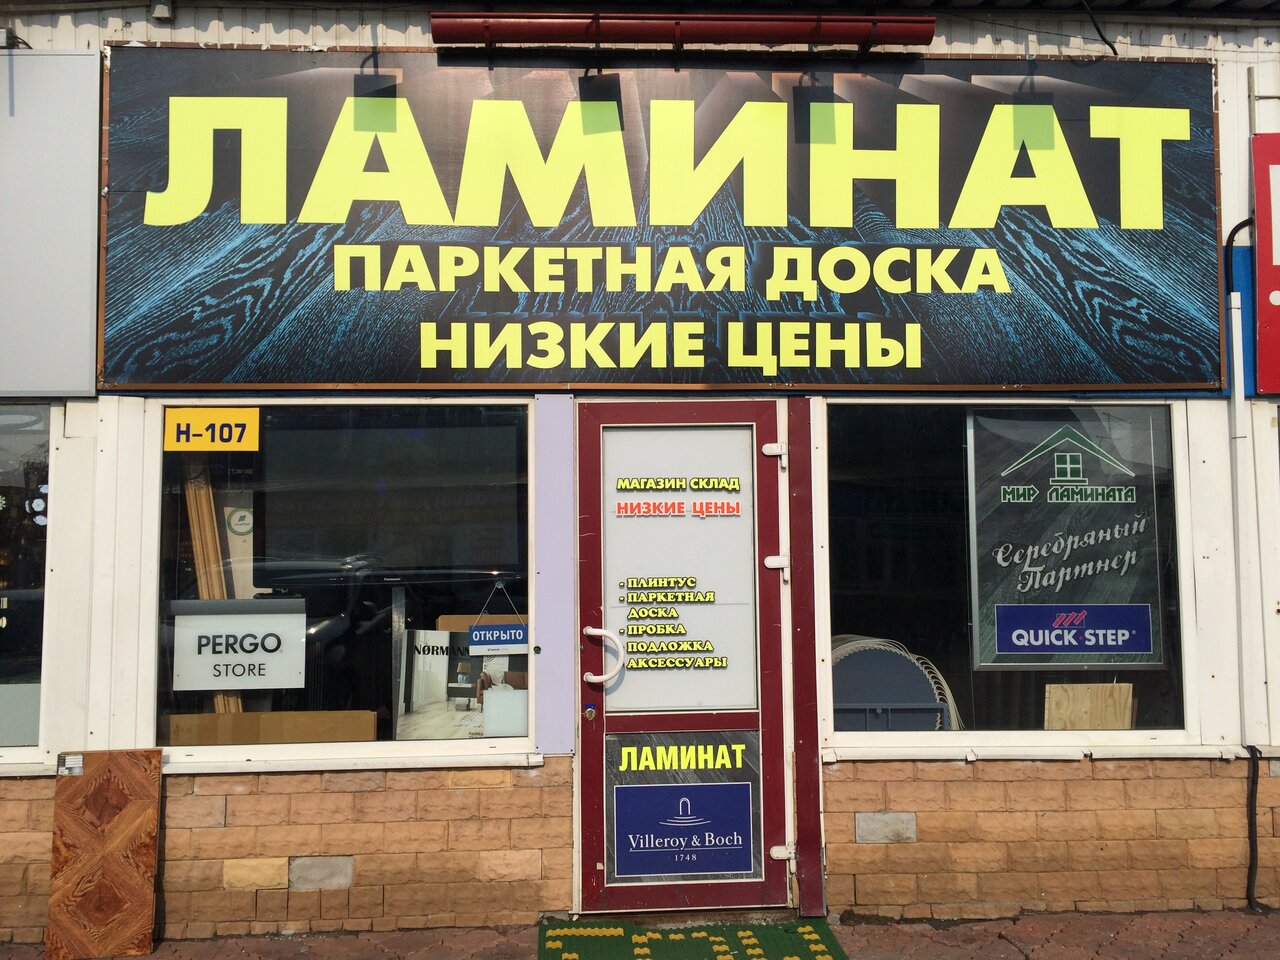 ЛАМИНАТ
ПАРКЕТНАЯ ДОСКА
НИЗКИЕ ЦЕНЫ
Н-107
PERGO
STORE
NØRMANN
ОТКРЫТО
МАГАЗИН СКЛАД
НИЗКИЕ ЦЕНЫ
- ПЛИНТУС
- ПАРКЕТНАЯ
ДОСКА
- ПРОБКА
- ПОДЛОЖКА
- АКСЕССУАРЫ
ЛАМИНАТ
Villeroy & Boch
1748
МИР ЛАМИНАТА
Серебряный
Партнер
QUICK·STEP®